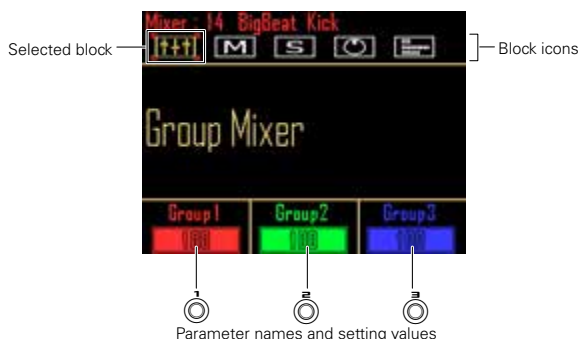 Mixer : 14 BigBeat Kick
Selected block
M S
Block icons
Group Mixer
Group1 Group2 Group3
100 100 100
1 2 3
Parameter names and setting values